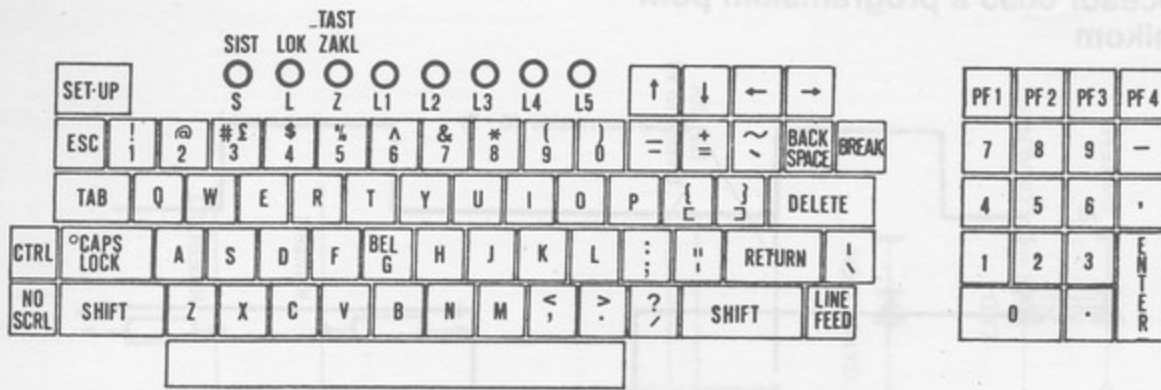 TAST
SIST LOK ZAKL
S L Z L1 L2 L3 L4 L5
SET-UP ↑ ↓ ← → PF1 PF2 PF3 PF4
ESC ! 1 @ 2 #£ 3 $ 4 % 5 ^ 6 & 7 * 8 ( 9 ) 0 _ = + = ~ ` BACK SPACE BREAK 7 8 9 -
TAB Q W E R T Y U I O P { [ } ] DELETE 4 5 6 ,
CTRL CAPS LOCK A S D F BEL G H J K L : ; " ' RETURN | \ 1 2 3 ENTER
NO SCRL SHIFT Z X C V B N M < , > . ? / SHIFT LINE FEED 0 .